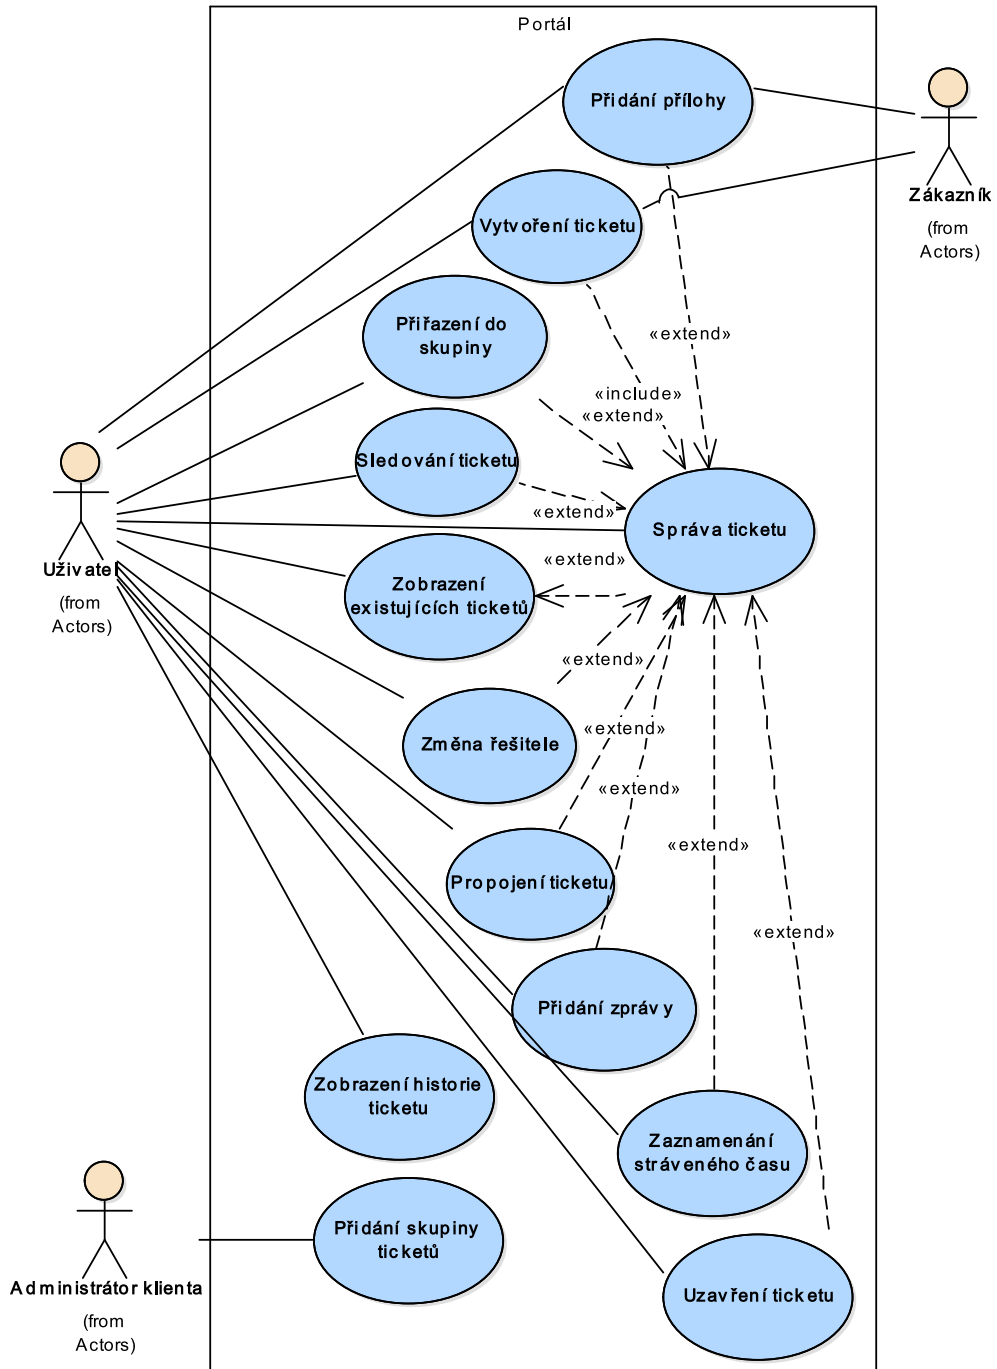 Portál
Přidání přílohy
Zákazník
(from
Actors)
Vytvoření ticketu
Přiřazení do
skupiny
«extend»
«include»
«extend»
Sledování ticketu
«extend»
Správa ticketu
Uživatel
(from
Actors)
Zobrazení
existujících ticketů
«extend»
«extend»
Změna řešitele
«extend»
«extend»
«extend»
Propojení ticketu
«extend»
Přidání zprávy
Zobrazení historie
ticketu
Zaznamenání
stráveného času
Přidání skupiny
ticketů
Administrátor klienta
(from
Actors)
Uzavření ticketu